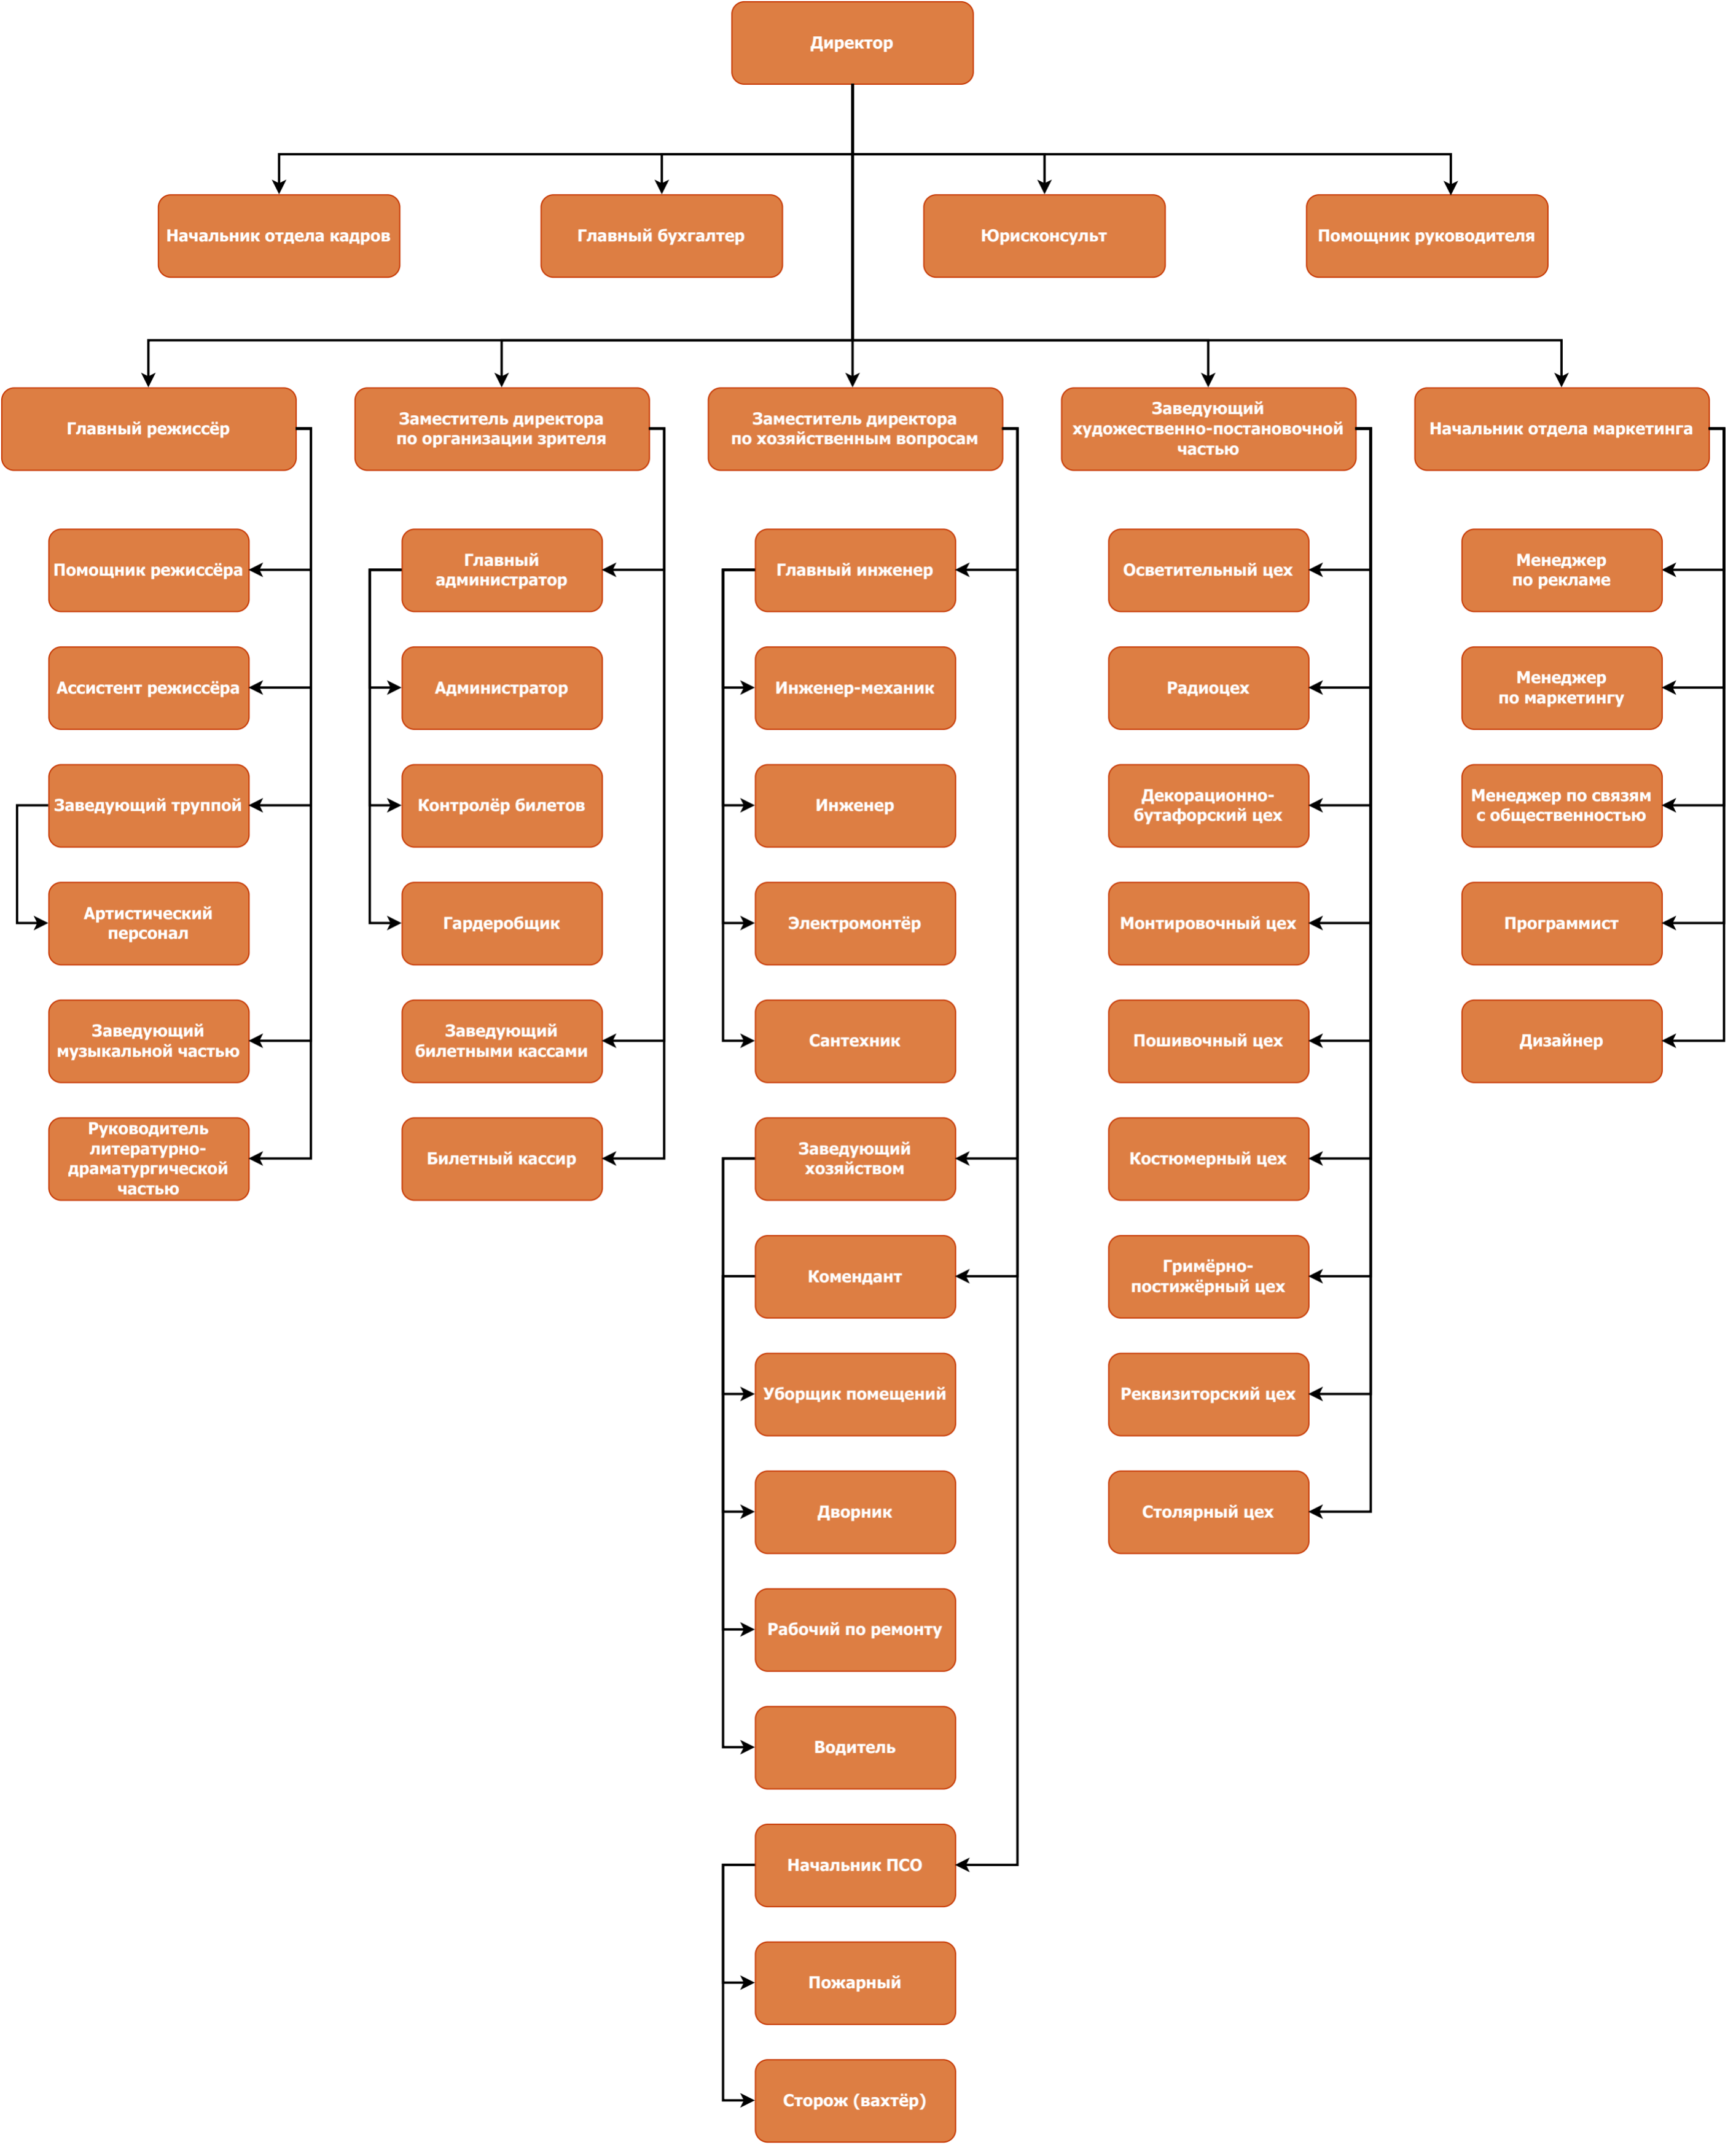 Директор
Начальник отдела кадров
Главный бухгалтер
Юрисконсульт
Помощник руководителя
Главный режиссёр
Заместитель директора
по организации зрителя
Заместитель директора
по хозяйственным вопросам
Заведующий
художественно-постановочной
частью
Начальник отдела маркетинга
Помощник режиссёра
Ассистент режиссёра
Заведующий труппой
Артистический
персонал
Заведующий
музыкальной частью
Руководитель
литературно-
драматургической
частью
Главный
администратор
Администратор
Контролёр билетов
Гардеробщик
Заведующий
билетными кассами
Билетный кассир
Главный инженер
Инженер-механик
Инженер
Электромонтёр
Сантехник
Заведующий
хозяйством
Комендант
Уборщик помещений
Дворник
Рабочий по ремонту
Водитель
Начальник ПСО
Пожарный
Сторож (вахтёр)
Осветительный цех
Радиоцех
Декорационно-
бутафорский цех
Монтировочный цех
Пошивочный цех
Костюмерный цех
Гримёрно-
постижёрный цех
Реквизиторский цех
Столярный цех
Менеджер
по рекламе
Менеджер
по маркетингу
Менеджер по связям
с общественностью
Программист
Дизайнер